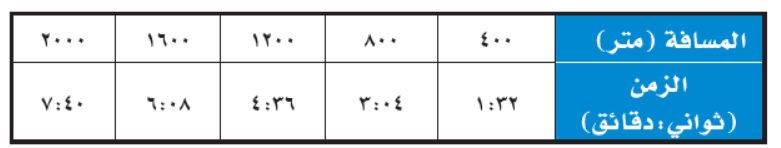 المسافة (متر) ٤٠٠ ٨٠٠ ١٢٠٠ ١٦٠٠ ٢٠٠٠
الزمن
(ثواني:دقائق) ١:٣٢ ٣:٠٤ ٤:٣٦ ٦:٠٨ ٧:٤٠